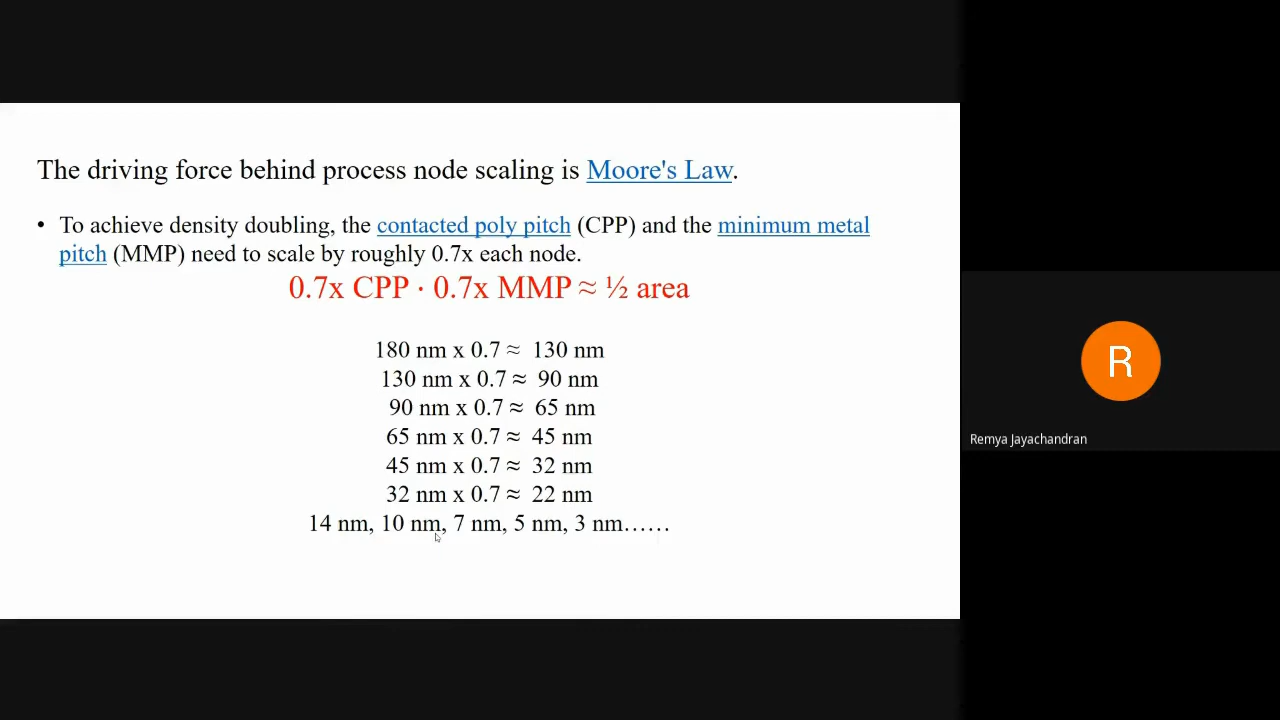 The driving force behind process node scaling is Moore's Law.
• To achieve density doubling, the contacted poly pitch (CPP) and the minimum metal
pitch (MMP) need to scale by roughly 0.7x each node.
0.7x CPP · 0.7x MMP ≈ ½ area
180 nm x 0.7 ≈ 130 nm
130 nm x 0.7 ≈ 90 nm
90 nm x 0.7 ≈ 65 nm
65 nm x 0.7 ≈ 45 nm
45 nm x 0.7 ≈ 32 nm
32 nm x 0.7 ≈ 22 nm
14 nm, 10 nm, 7 nm, 5 nm, 3 nm……
R
Remya Jayachandran